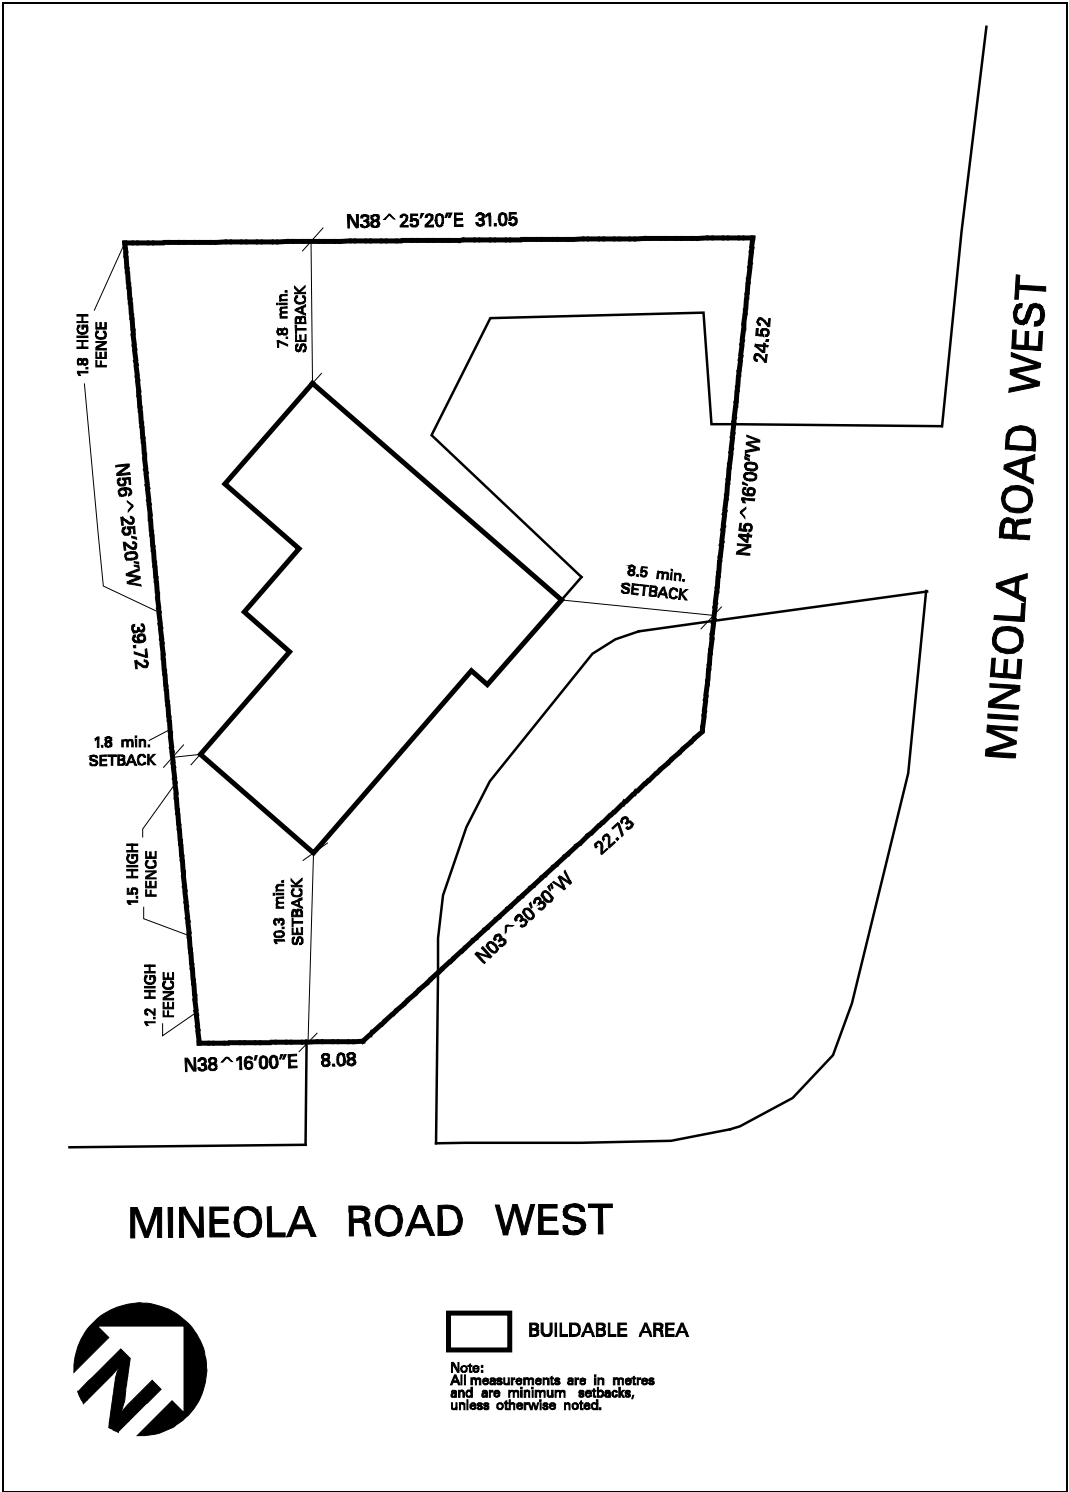 N38^25'20"E 31.05
7.8 min.
SETBACK
1.8 HIGH
FENCE
24.52
N45^16'00"W
MINEOLA ROAD WEST
N56^25'20"W 39.72
8.5 min.
SETBACK
1.8 min.
SETBACK
22.73
N03^30'30"W
1.5 HIGH
FENCE
10.3 min.
SETBACK
1.2 HIGH
FENCE
N38^16'00"E 8.08
MINEOLA ROAD WEST
N
BUILDABLE AREA
Note:
All measurements are in metres
and are minimum setbacks,
unless otherwise noted.